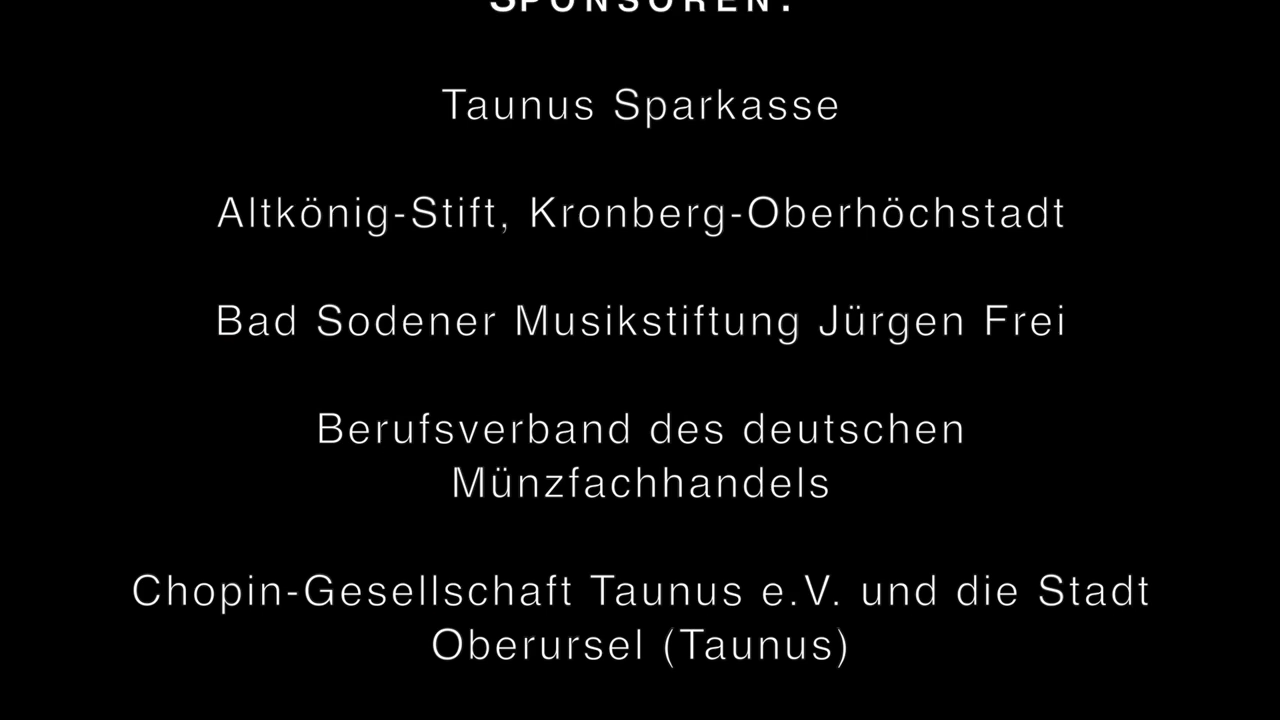 SPONSOREN:
Taunus Sparkasse
Altkönig-Stift, Kronberg-Oberhöchstadt
Bad Sodener Musikstiftung Jürgen Frei
Berufsverband des deutschen
Münzfachhandels
Chopin-Gesellschaft Taunus e.V. und die Stadt
Oberursel (Taunus)